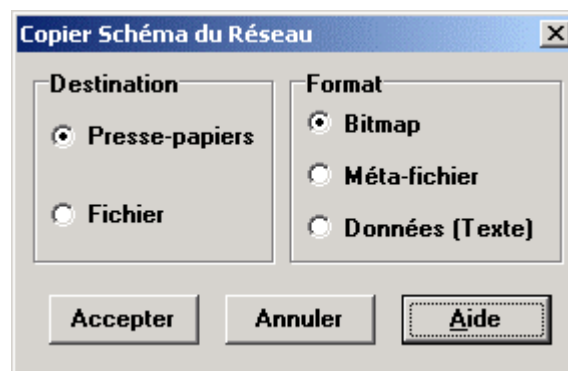 Copier Schéma du Réseau
Destination
Presse-papiers
Fichier
Format
Bitmap
Méta-fichier
Données (Texte)
Accepter
Annuler
Aide